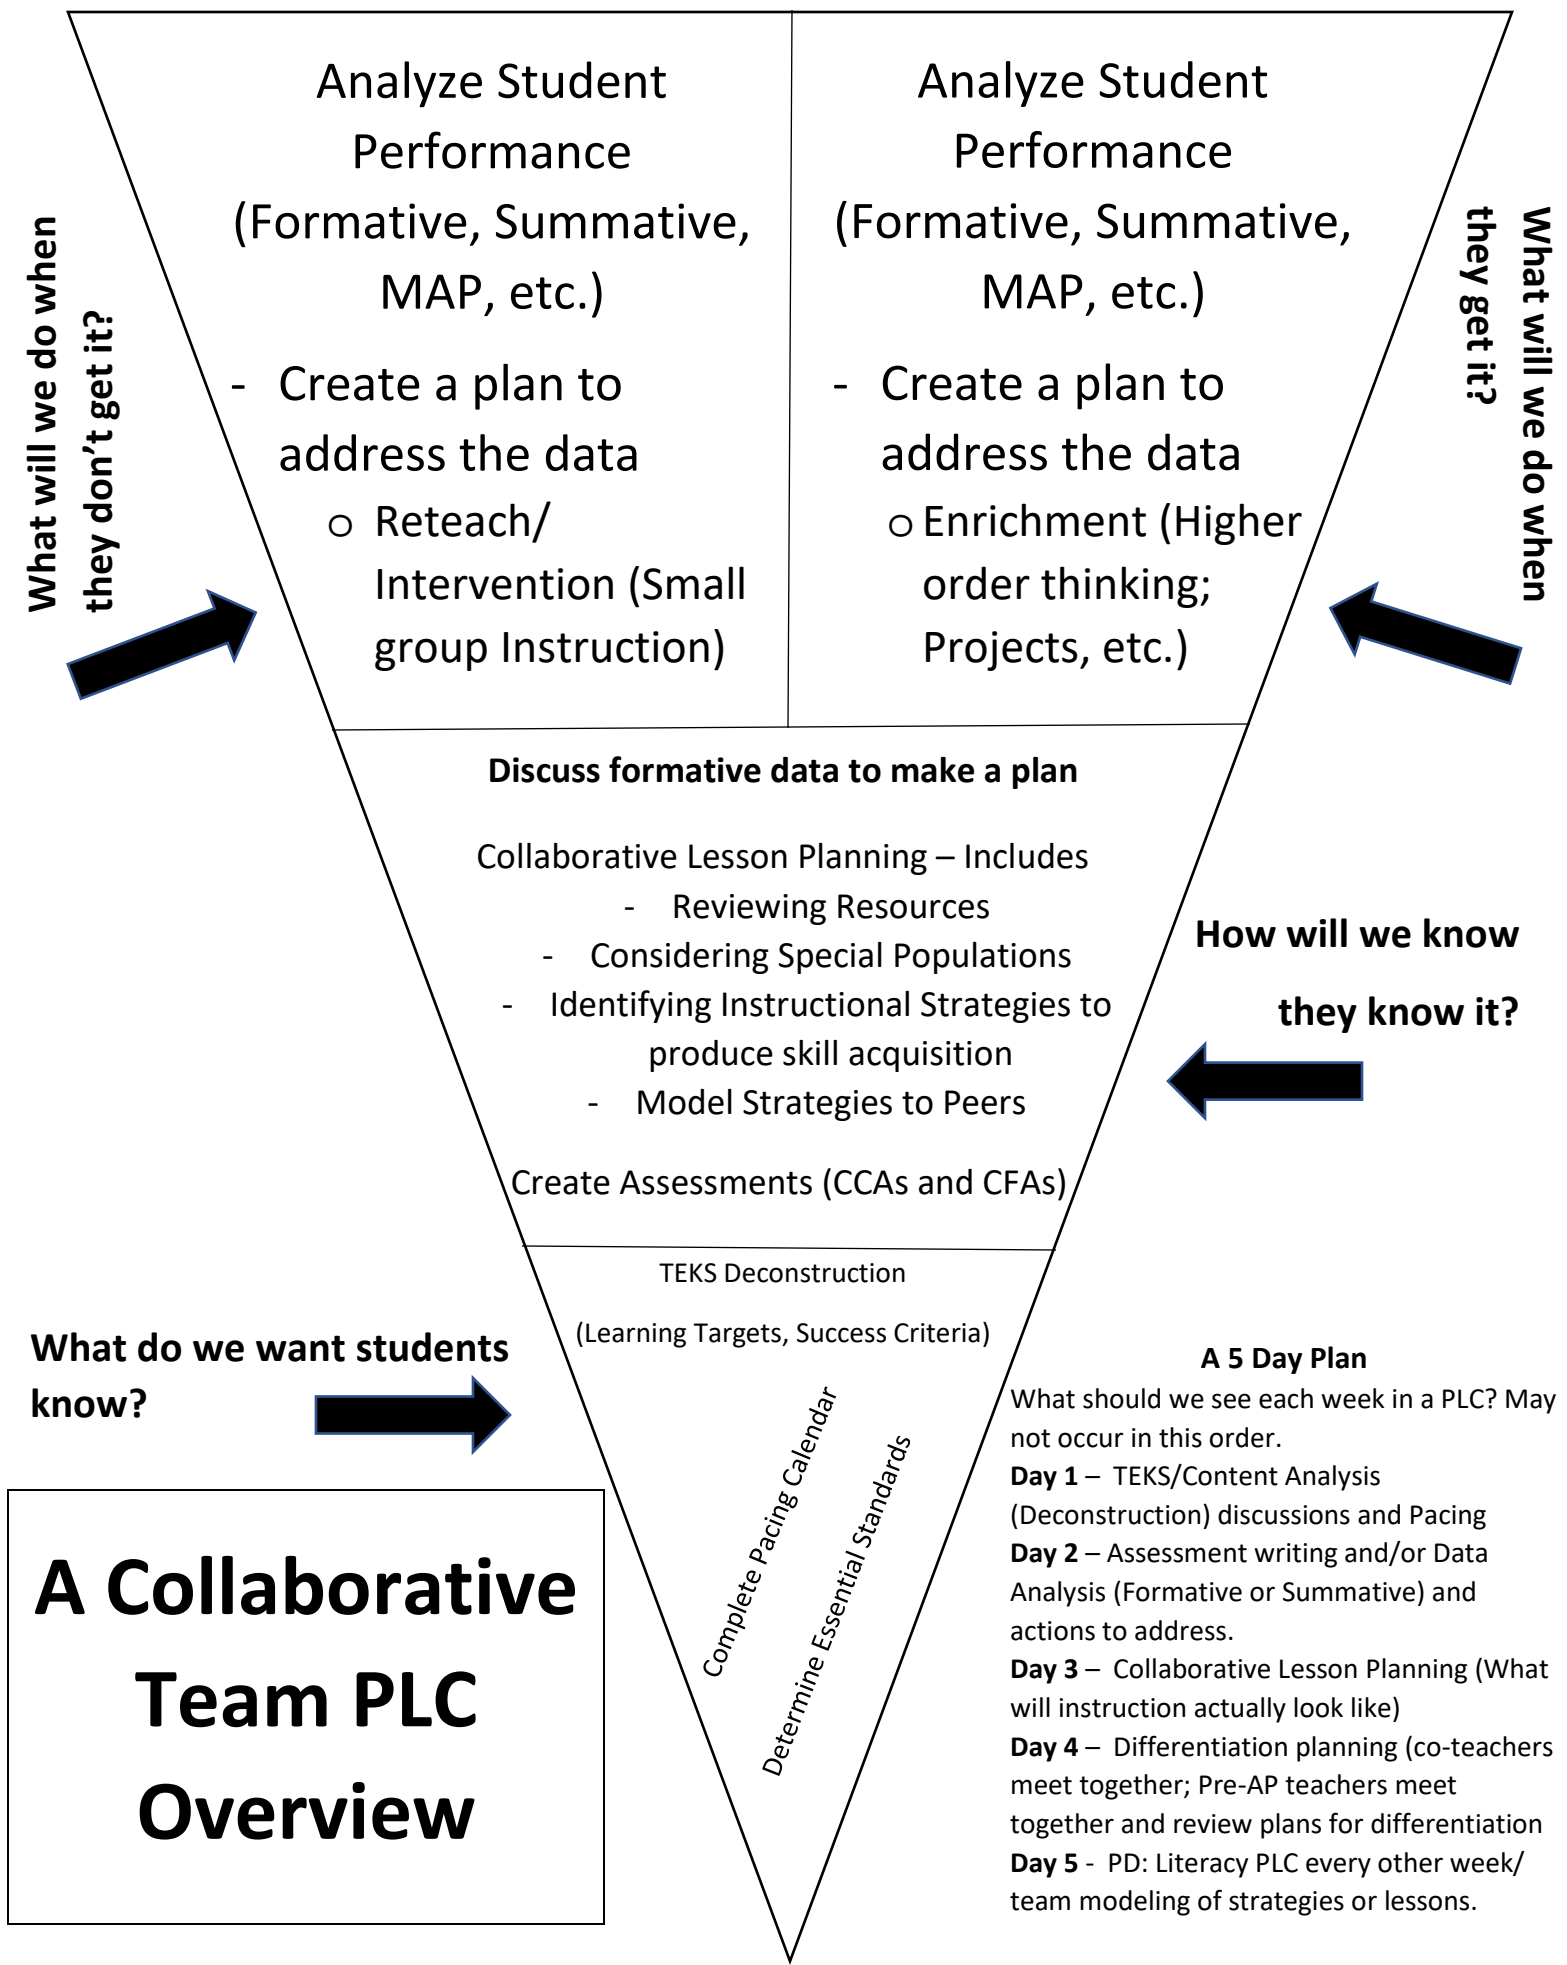 What will we do when
they don’t get it?
Analyze Student
Performance
(Formative, Summative,
MAP, etc.)
- Create a plan to
address the data
o Reteach/
Intervention (Small
group Instruction)
Analyze Student
Performance
(Formative, Summative,
MAP, etc.)
- Create a plan to
address the data
o Enrichment (Higher
order thinking;
Projects, etc.)
What will we do when
they get it?
Discuss formative data to make a plan
Collaborative Lesson Planning – Includes
- Reviewing Resources
- Considering Special Populations
- Identifying Instructional Strategies to
produce skill acquisition
- Model Strategies to Peers
Create Assessments (CCAs and CFAs)
How will we know
they know it?
TEKS Deconstruction
(Learning Targets, Success Criteria)
Complete Pacing Calendar
Determine Essential Standards
What do we want students
know?
A Collaborative
Team PLC
Overview
A 5 Day Plan
What should we see each week in a PLC? May
not occur in this order.
Day 1 – TEKS/Content Analysis
(Deconstruction) discussions and Pacing
Day 2 – Assessment writing and/or Data
Analysis (Formative or Summative) and
actions to address.
Day 3 – Collaborative Lesson Planning (What
will instruction actually look like)
Day 4 – Differentiation planning (co-teachers
meet together; Pre-AP teachers meet
together and review plans for differentiation
Day 5 - PD: Literacy PLC every other week/
team modeling of strategies or lessons.